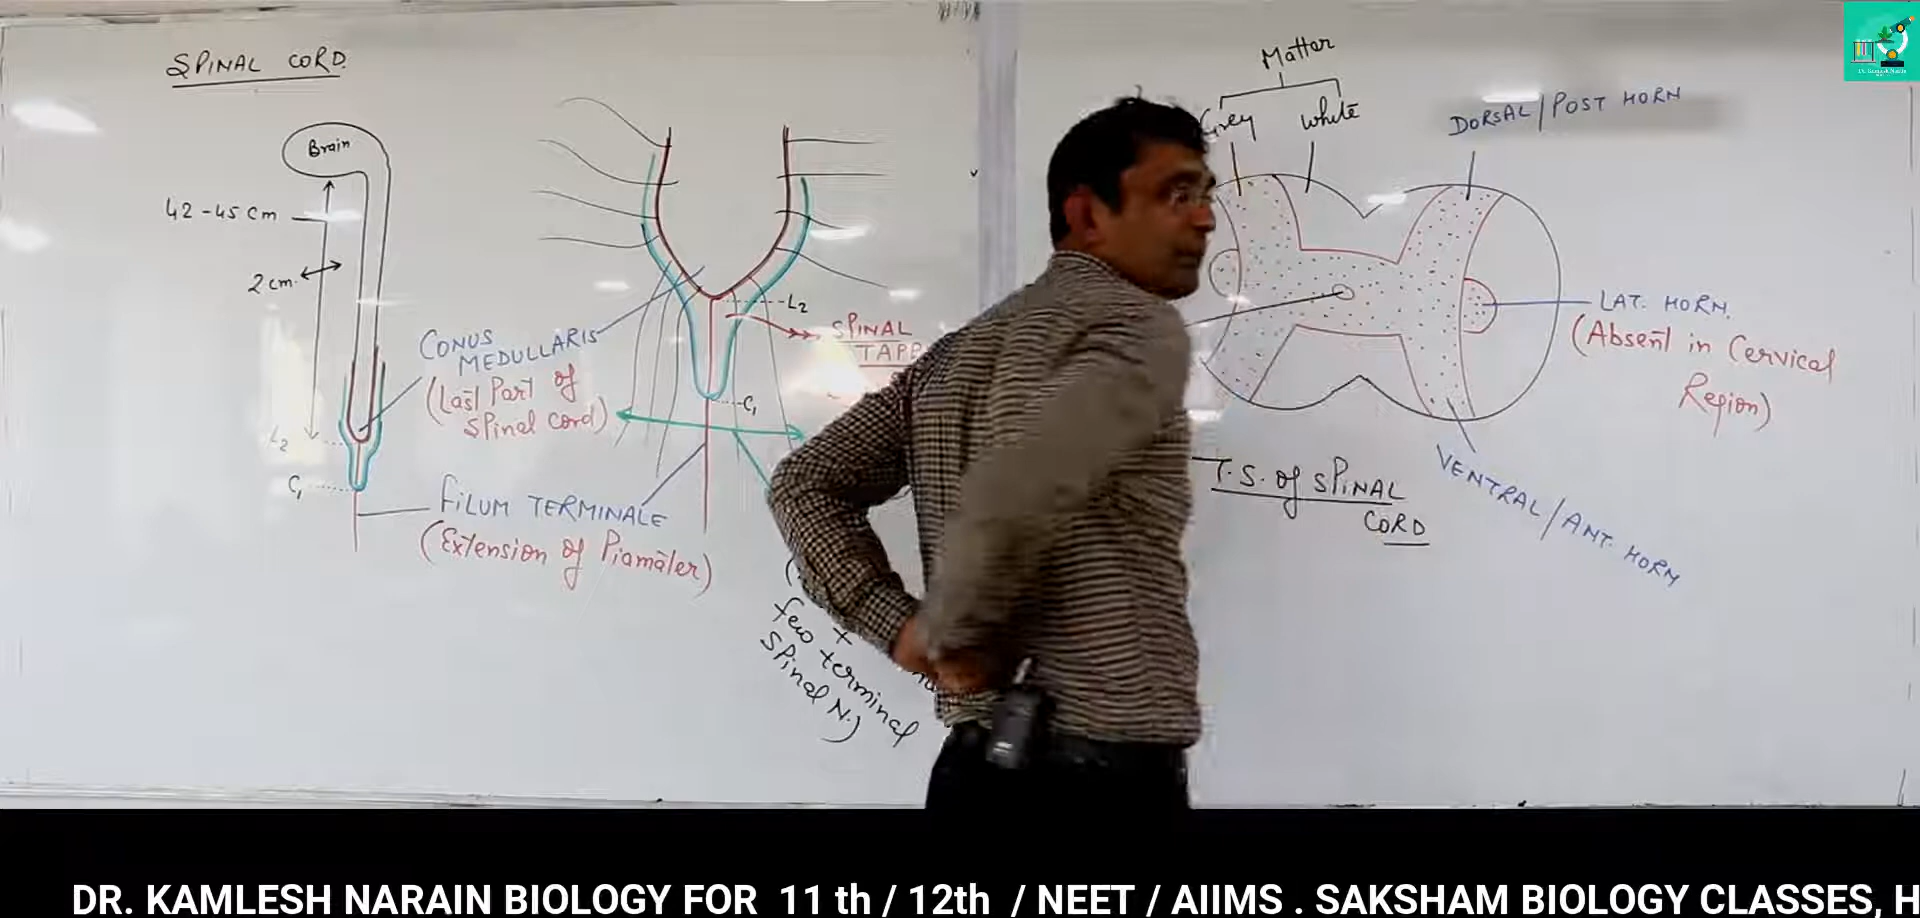 SPINAL CORD
Brain
42-45 cm
2 cm.
CONUS
MEDULLARIS
(Last Part of
Spinal cord)
L2
C1
FILUM TERMINALE
(Extension of Piamater)
L2
SPINAL
TAPP
C1
+
few terminal
Spinal N.)
Matter
Grey
White
DORSAL/POST HORN
LAT. HORN.
(Absent in Cervical
Region)
VENTRAL/ANT. HORN
T.S. of SPINAL
CORD
DR. KAMLESH NARAIN BIOLOGY FOR 11 th / 12th / NEET / AIIMS . SAKSHAM BIOLOGY CLASSES, H